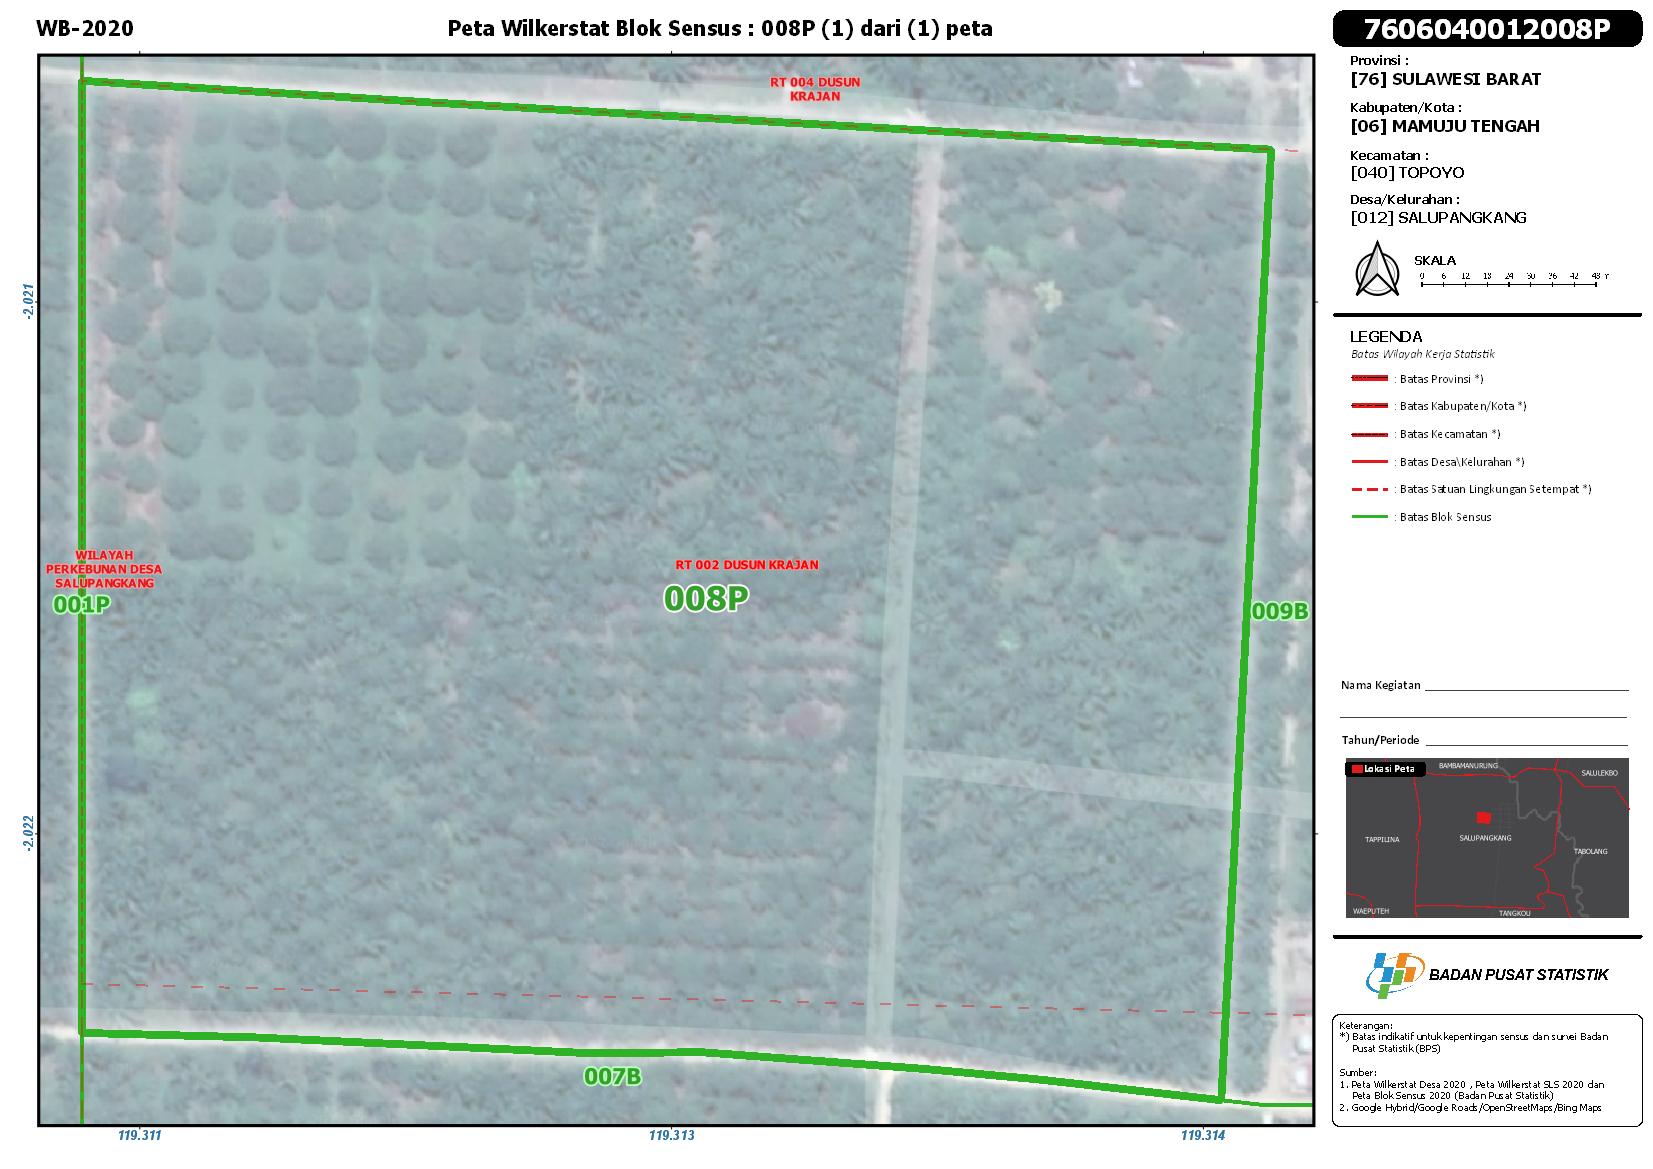 WB-2020
Peta Wilkerstat Blok Sensus : 008P (1) dari (1) peta
7606040012008P
Provinsi :
[76] SULAWESI BARAT
Kabupaten/Kota :
[06] MAMUJU TENGAH
Kecamatan :
[040] TOPOYO
Desa/Kelurahan :
[012] SALUPANGKANG
SKALA
0 6 12 18 24 30 36 42 48 m
LEGENDA
Batas Wilayah Kerja Statistik
: Batas Provinsi *)
: Batas Kabupaten/Kota *)
: Batas Kecamatan *)
: Batas Desa\Kelurahan *)
: Batas Satuan Lingkungan Setempat *)
: Batas Blok Sensus
RT 004 DUSUN
KRAJAN
-2.021
WILAYAH
PERKEBUNAN DESA
SALUPANGKANG
001P
RT 002 DUSUN KRAJAN
008P
009B
-2.022
007B
119.311
119.313
119.314
Nama Kegiatan
Tahun/Periode
Lokasi Peta
BAMBAMANURUNG
SALULEKBO
TAPPILINA
SALUPANGKANG
TABOLANG
WAEPUTEH
TANGKOU
BADAN PUSAT STATISTIK
Keterangan:
*) Batas indikatif untuk kepentingan sensus dan survei Badan
Pusat Statistik (BPS)
Sumber:
1. Peta Wilkerstat Desa 2020 , Peta Wilkerstat SLS 2020 dan
Peta Blok Sensus 2020 (Badan Pusat Statistik)
2. Google Hybrid/Google Roads/OpenStreetMaps/Bing Maps